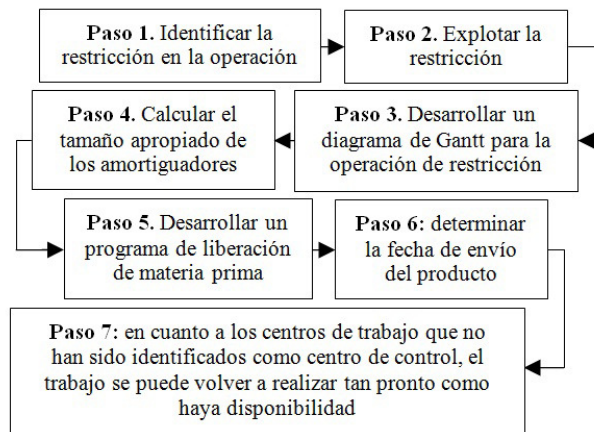 Paso 1. Identificar la
restricción en la operación
Paso 2. Explotar la
restricción
Paso 3. Desarrollar un
diagrama de Gantt para la
operación de restricción
Paso 4. Calcular el
tamaño apropiado de
los amortiguadores
Paso 5. Desarrollar un
programa de liberación
de materia prima
Paso 6: determinar
la fecha de envío
del producto
Paso 7: en cuanto a los centros de trabajo que no
han sido identificados como centro de control, el
trabajo se puede volver a realizar tan pronto como
haya disponibilidad